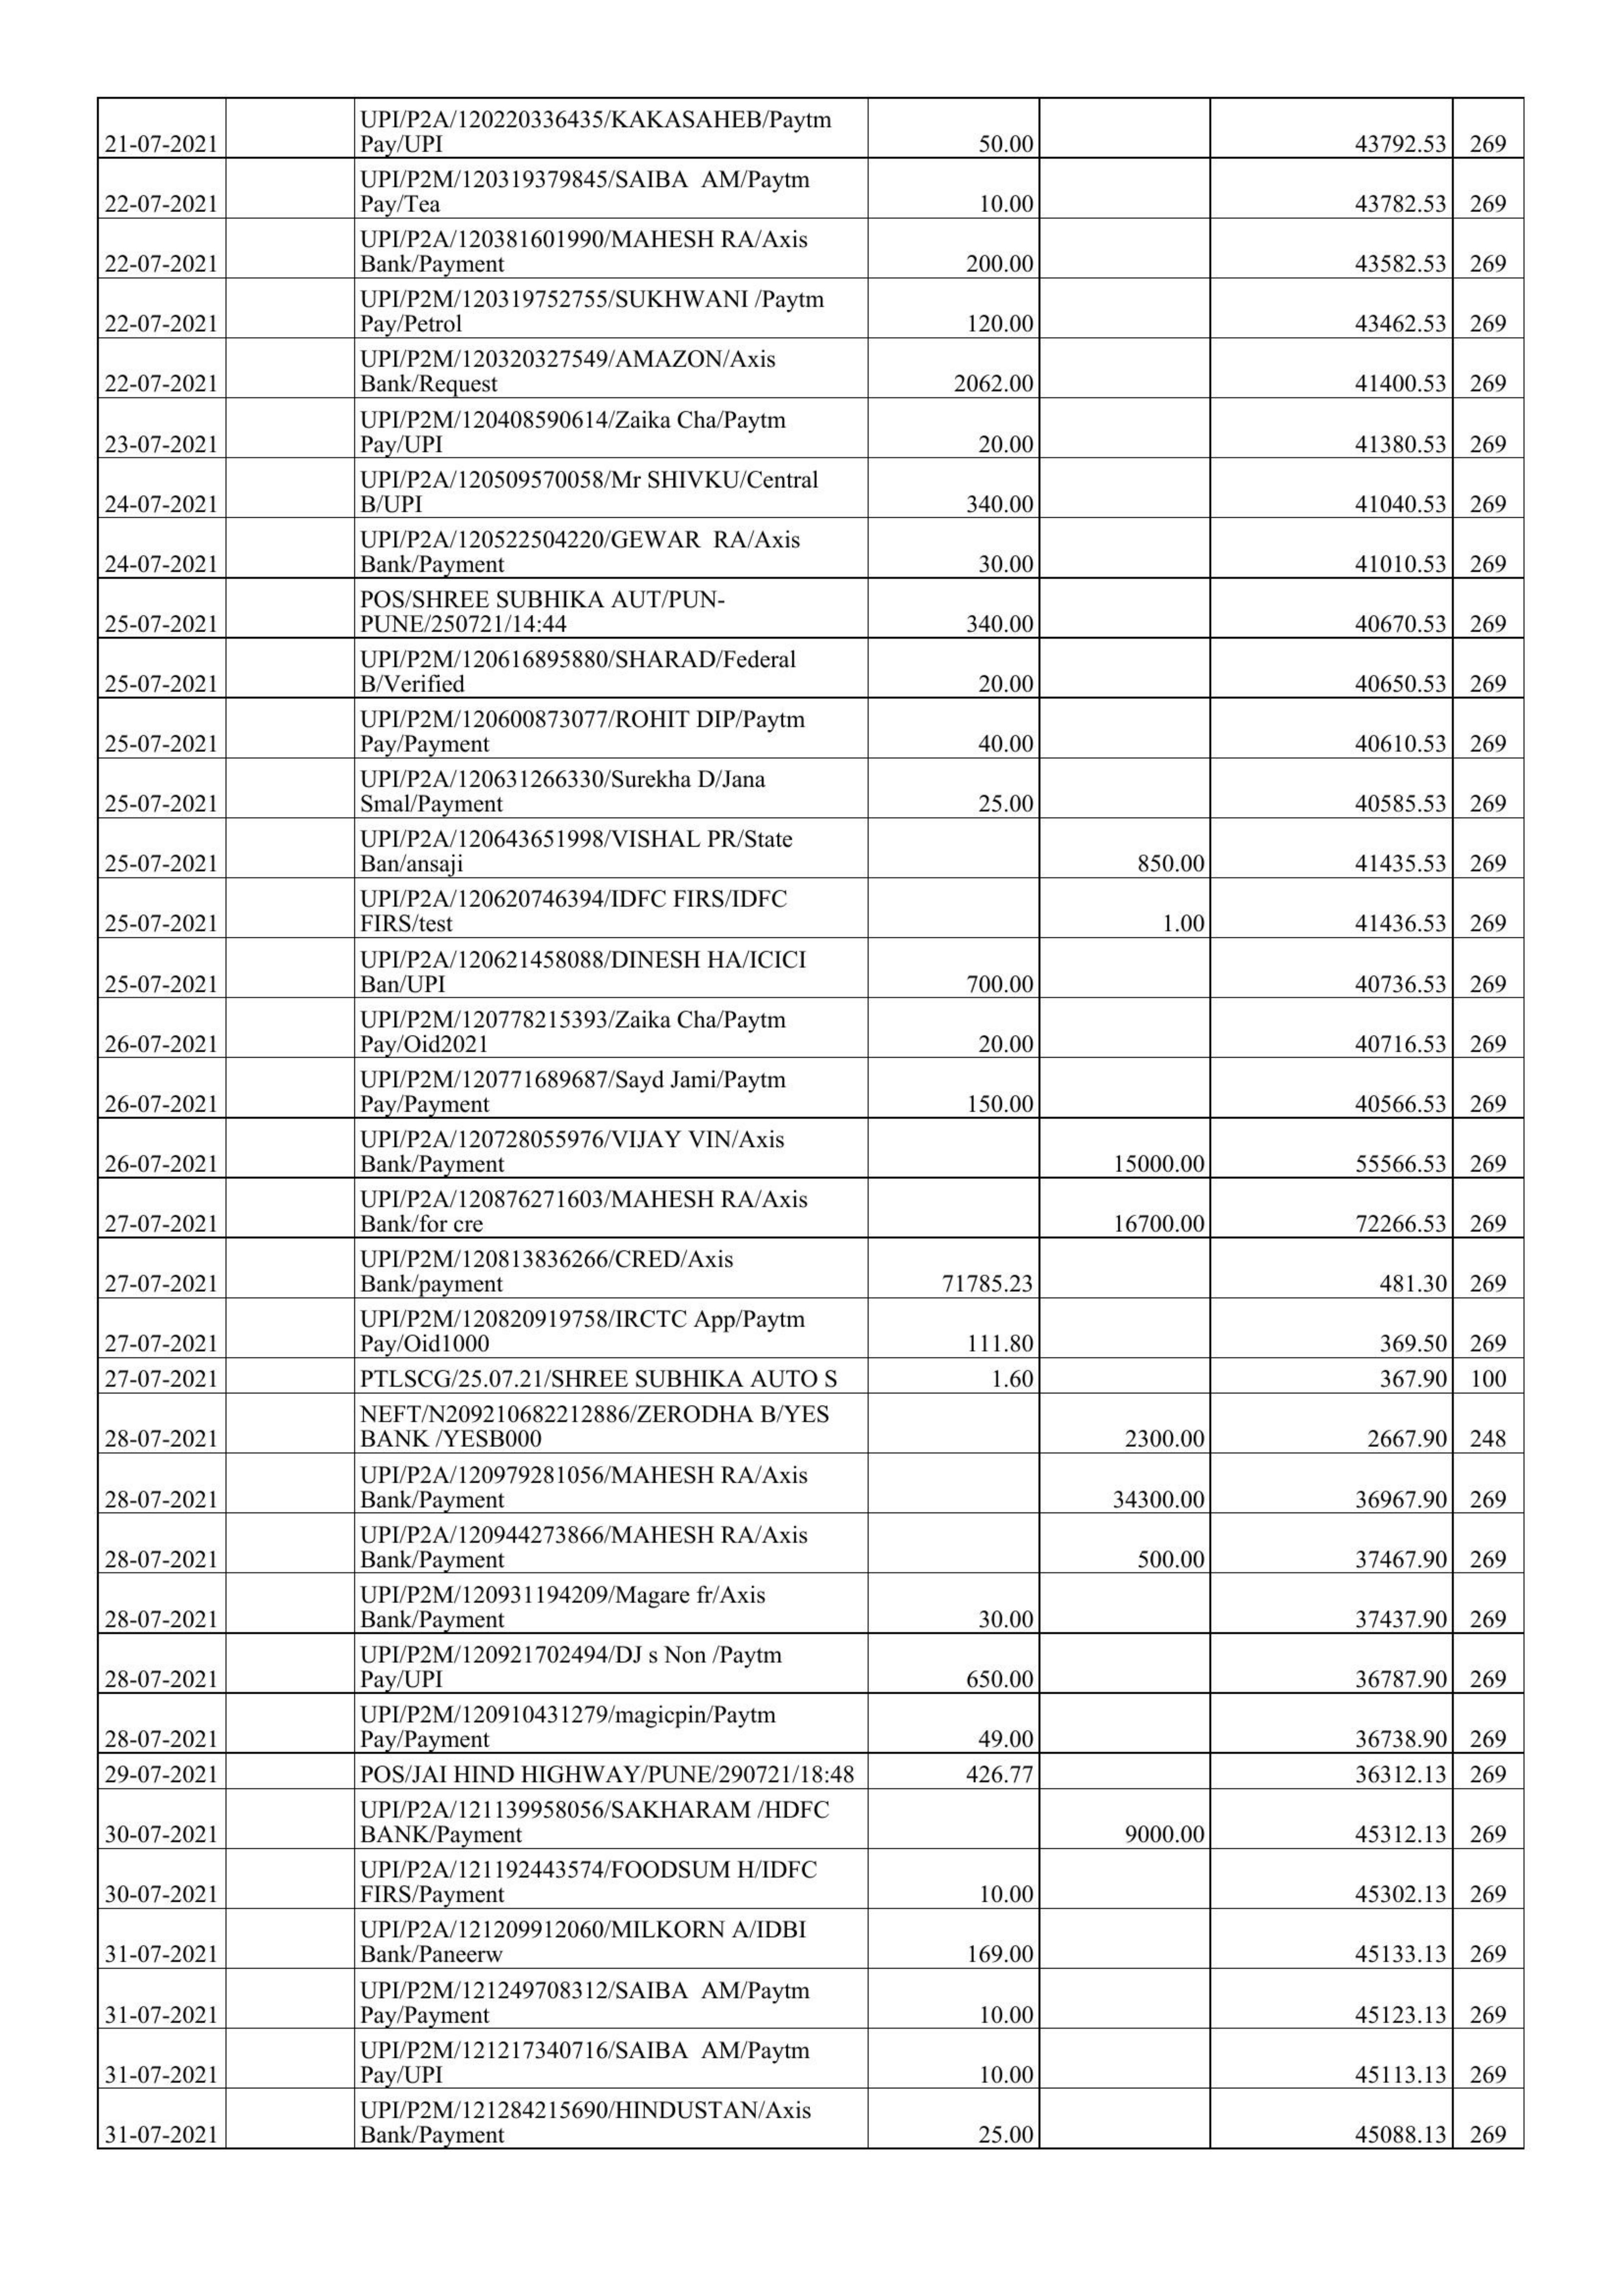 UPI/P2A/120220336435/KAKASAHEB/Paytm
21-07-2021 Pay/UPI 50.00 43792.53 269
UPI/P2M/120319379845/SAIBA  AM/Paytm
22-07-2021 Pay/Tea 10.00 43782.53 269
UPI/P2A/120381601990/MAHESH RA/Axis
22-07-2021 Bank/Payment 200.00 43582.53 269
UPI/P2M/120319752755/SUKHWANI /Paytm
22-07-2021 Pay/Petrol 120.00 43462.53 269
UPI/P2M/120320327549/AMAZON/Axis
22-07-2021 Bank/Request 2062.00 41400.53 269
UPI/P2M/120408590614/Zaika Cha/Paytm
23-07-2021 Pay/UPI 20.00 41380.53 269
UPI/P2A/120509570058/Mr SHIVKU/Central
24-07-2021 B/UPI 340.00 41040.53 269
UPI/P2A/120522504220/GEWAR  RA/Axis
24-07-2021 Bank/Payment 30.00 41010.53 269
POS/SHREE SUBHIKA AUT/PUN-
25-07-2021 PUNE/250721/14:44 340.00 40670.53 269
UPI/P2M/120616895880/SHARAD/Federal
25-07-2021 B/Verified 20.00 40650.53 269
UPI/P2M/120600873077/ROHIT DIP/Paytm
25-07-2021 Pay/Payment 40.00 40610.53 269
UPI/P2A/120631266330/Surekha D/Jana
25-07-2021 Smal/Payment 25.00 40585.53 269
UPI/P2A/120643651998/VISHAL PR/State
25-07-2021 Ban/ansaji 850.00 41435.53 269
UPI/P2A/120620746394/IDFC FIRS/IDFC
25-07-2021 FIRS/test 1.00 41436.53 269
UPI/P2A/120621458088/DINESH HA/ICICI
25-07-2021 Ban/UPI 700.00 40736.53 269
UPI/P2M/120778215393/Zaika Cha/Paytm
26-07-2021 Pay/Oid2021 20.00 40716.53 269
UPI/P2M/120771689687/Sayd Jami/Paytm
26-07-2021 Pay/Payment 150.00 40566.53 269
UPI/P2A/120728055976/VIJAY VIN/Axis
26-07-2021 Bank/Payment 15000.00 55566.53 269
UPI/P2A/120876271603/MAHESH RA/Axis
27-07-2021 Bank/for cre 16700.00 72266.53 269
UPI/P2M/120813836266/CRED/Axis
27-07-2021 Bank/payment 71785.23 481.30 269
UPI/P2M/120820919758/IRCTC App/Paytm
27-07-2021 Pay/Oid1000 111.80 369.50 269
27-07-2021 PTLSCG/25.07.21/SHREE SUBHIKA AUTO S 1.60 367.90 100
NEFT/N209210682212886/ZERODHA B/YES
28-07-2021 BANK /YESB000 2300.00 2667.90 248
UPI/P2A/120979281056/MAHESH RA/Axis
28-07-2021 Bank/Payment 34300.00 36967.90 269
UPI/P2A/120944273866/MAHESH RA/Axis
28-07-2021 Bank/Payment 500.00 37467.90 269
UPI/P2M/120931194209/Magare fr/Axis
28-07-2021 Bank/Payment 30.00 37437.90 269
UPI/P2M/120921702494/DJ s Non /Paytm
28-07-2021 Pay/UPI 650.00 36787.90 269
UPI/P2M/120910431279/magicpin/Paytm
28-07-2021 Pay/Payment 49.00 36738.90 269
29-07-2021 POS/JAI HIND HIGHWAY/PUNE/290721/18:48 426.77 36312.13 269
UPI/P2A/121139958056/SAKHARAM /HDFC
30-07-2021 BANK/Payment 9000.00 45312.13 269
UPI/P2A/121192443574/FOODSUM H/IDFC
30-07-2021 FIRS/Payment 10.00 45302.13 269
UPI/P2A/121209912060/MILKORN A/IDBI
31-07-2021 Bank/Paneerw 169.00 45133.13 269
UPI/P2M/121249708312/SAIBA  AM/Paytm
31-07-2021 Pay/Payment 10.00 45123.13 269
UPI/P2M/121217340716/SAIBA  AM/Paytm
31-07-2021 Pay/UPI 10.00 45113.13 269
UPI/P2M/121284215690/HINDUSTAN/Axis
31-07-2021 Bank/Payment 25.00 45088.13 269